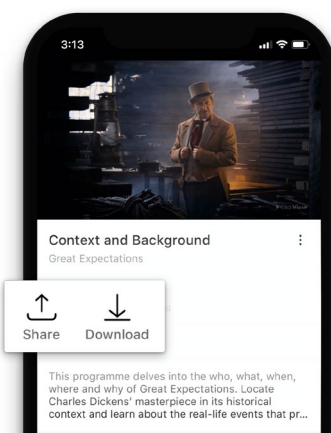 3:13
Context and Background
Great Expectations
Share Download
This programme delves into the who, what, when,
where and why of Great Expectations. Locate
Charles Dickens' masterpiece in its historical
context and learn about the real-life events that pr...